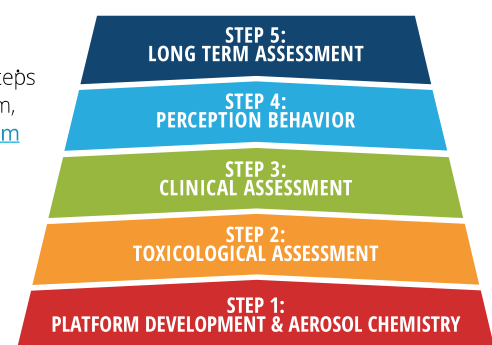 STEP 5:
LONG TERM ASSESSMENT
STEP 4:
PERCEPTION BEHAVIOR
STEP 3:
CLINICAL ASSESSMENT
STEP 2:
TOXICOLOGICAL ASSESSMENT
STEP 1:
PLATFORM DEVELOPMENT & AEROSOL CHEMISTRY